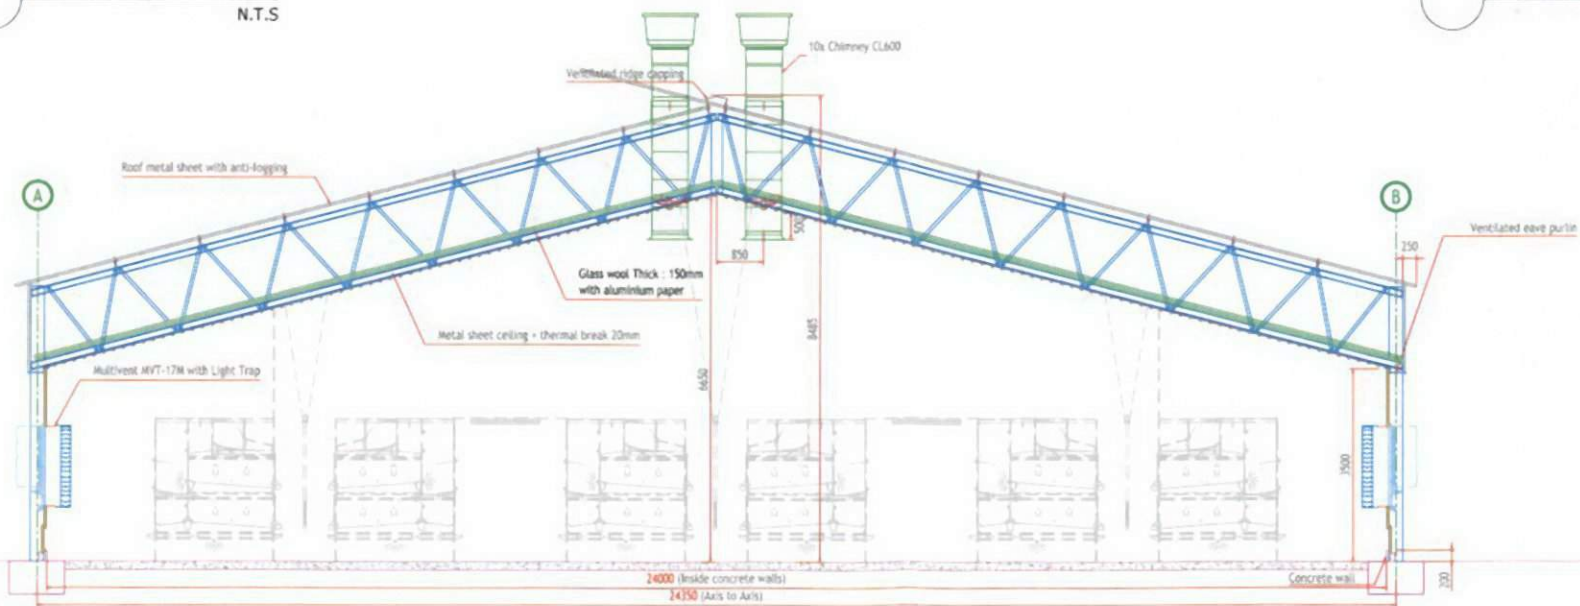 N.T.S
10x Chimney CL600
Ventilated ridge capping
Roof metal sheet with anti-fogging
A
B
Ventilated eave purlin
250
500
850
Glass wool Thick : 150mm
with aluminium paper
Metal sheet ceiling + thermal break 20mm
8485
6650
Multivent MVT-17M with Light Trap
3500
24000 (Inside concrete walls)
Concrete wall
200
24350 (Axis to Axis)